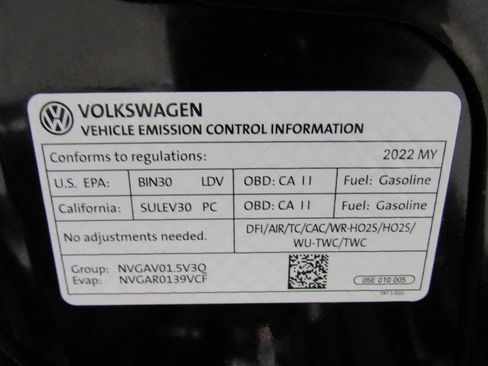 VOLKSWAGEN
VEHICLE EMISSION CONTROL INFORMATION
Conforms to regulations: 2022 MY
U.S. EPA: BIN30 LDV OBD: CA II Fuel: Gasoline
California: SULEV30 PC OBD: CA II Fuel: Gasoline
No adjustments needed. DFI/AIR/TC/CAC/WR-HO2S/HO2S/
WU-TWC/TWC
Group: NVGAV01.5V3Q
Evap: NVGAR0139VCF
05E 010 005